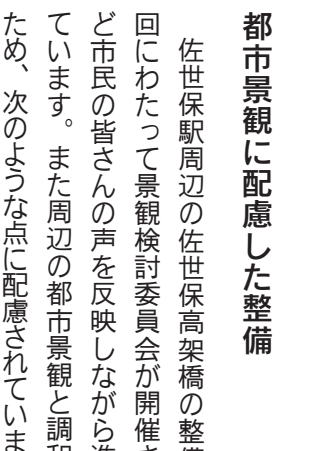 都市景観に配慮した整備
佐世保駅周辺の佐世保高架橋の整
回にわたって景観検討委員会が開催
ど市民の皆さんの声を反映しながら
ています。また周辺の都市景観と調
ため、次のような点に配慮されていま